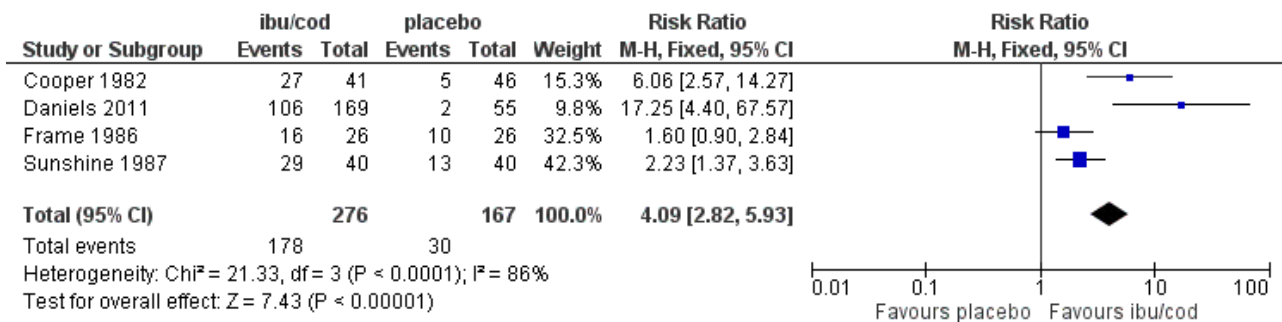 ibu/cod placebo Risk Ratio Risk Ratio
Study or Subgroup Events Total Events Total Weight M-H, Fixed, 95% CI M-H, Fixed, 95% CI
Cooper 1982 27 41 5 46 15.3% 6.06 [2.57, 14.27]
Daniels 2011 106 169 2 55 9.8% 17.25 [4.40, 67.57]
Frame 1986 16 26 10 26 32.5% 1.60 [0.90, 2.84]
Sunshine 1987 29 40 13 40 42.3% 2.23 [1.37, 3.63]
Total (95% CI) 276 167 100.0% 4.09 [2.82, 5.93]
Total events 178 30
Heterogeneity: Chi² = 21.33, df = 3 (P < 0.0001); I² = 86%
Test for overall effect: Z = 7.43 (P < 0.00001)
0.01 0.1 1 10 100
Favours placebo Favours ibu/cod